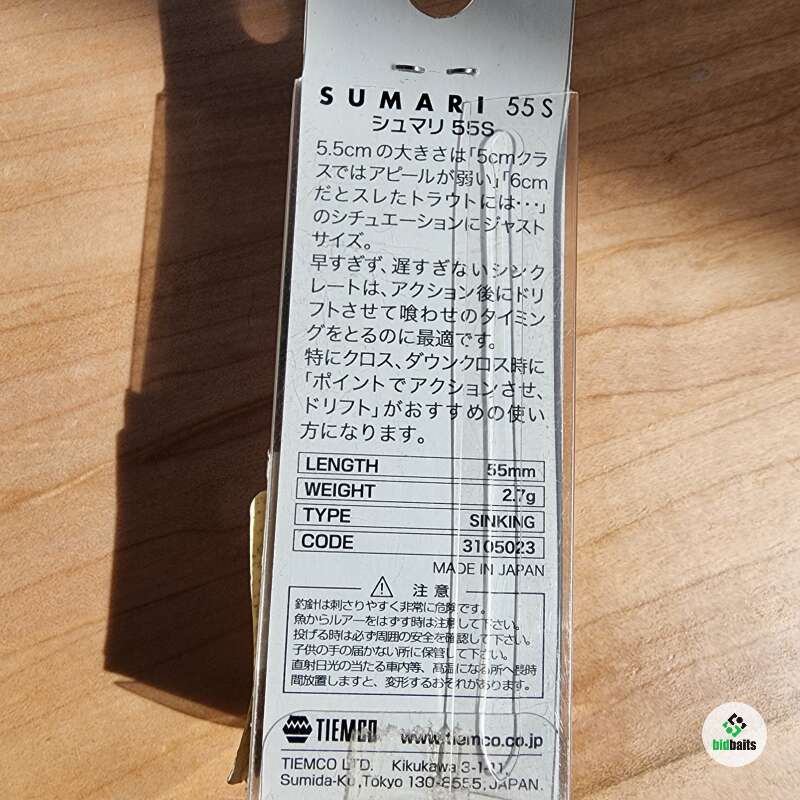 SUMARI 55S
シュマリ 55S
5.5cmの大きさは「5cmクラ
スではアピールが弱い」「6cm
だとスレたトラウトには…」
のシチュエーションにジャスト
サイズ。
早すぎず、遅すぎないシンク
レートは、アクション後にドリ
フトさせて喰わせのタイミン
グをとるのに最適です。
特にクロス、ダウンクロス時に
「ポイントでアクションさせ、
ドリフト」がおすすめの使い
方になります。
LENGTH 55mm
WEIGHT 2.7g
TYPE SINKING
CODE 3105023
MADE IN JAPAN
注意
釣針は刺さりやすく非常に危険です。
魚からルアーをはずす時は注意して下さい。
投げる時は必ず周囲の安全を確認して下さい。
子供の手の届かない所に保管して下さい。
直射日光の当たる車内等、高温になる所へ長時
間放置しますと、変形するおそれがあります。
TIEMCO www.tiemco.co.jp
TIEMCO LTD. Kikukawa 3-1-11,
Sumida-Ku, Tokyo 130-8555, JAPAN.
bidbaits